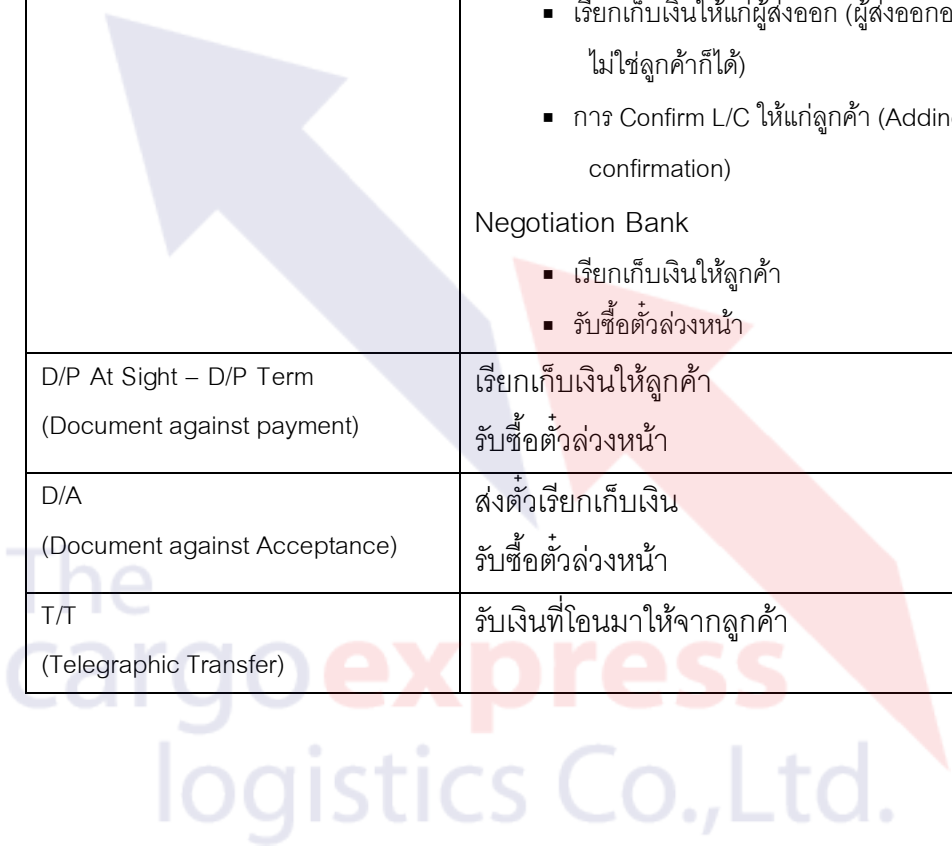 เรียกเก็บเงินให้แก่ผู้ส่งออก (ผู้ส่งออกอ
ไม่ใช่ลูกค้าก็ได้)
การ Confirm L/C ให้แก่ลูกค้า (Addin
confirmation)
Negotiation Bank
เรียกเก็บเงินให้ลูกค้า
รับซื้อตั๋วล่วงหน้า
D/P At Sight – D/P Term
(Document against payment)
เรียกเก็บเงินให้ลูกค้า
รับซื้อตั๋วล่วงหน้า
D/A
(Document against Acceptance)
ส่งตั๋วเรียกเก็บเงิน
รับซื้อตั๋วล่วงหน้า
T/T
(Telegraphic Transfer)
รับเงินที่โอนมาให้จากลูกค้า
The
cargoexpress
logistics Co.,Ltd.